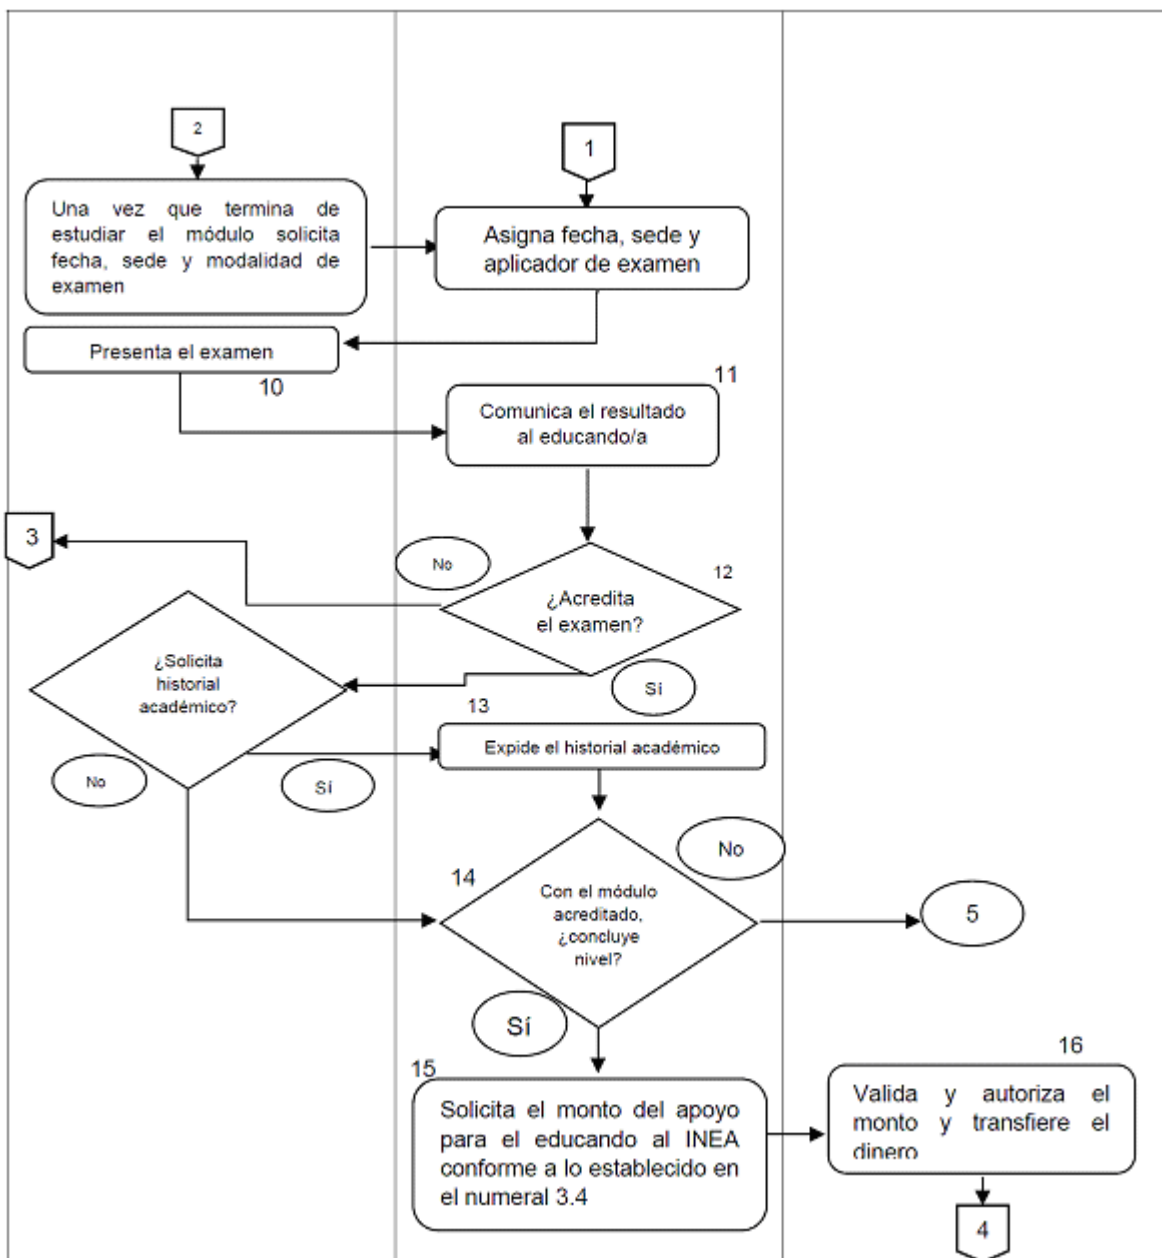 2
1
Una vez que termina de
estudiar el módulo solicita
fecha, sede y modalidad de
examen
Asigna fecha, sede y
aplicador de examen
Presenta el examen
10
11
Comunica el resultado
al educando/a
3
No
12
¿Acredita
el examen?
¿Solicita
historial
académico?
Sí
13
Expide el historial académico
No
Sí
No
14
Con el módulo
acreditado,
¿concluye
nivel?
5
Sí
15
16
Solicita el monto del apoyo
para el educando al INEA
conforme a lo establecido en
el numeral 3.4
Valida y autoriza el
monto y transfiere el
dinero
4